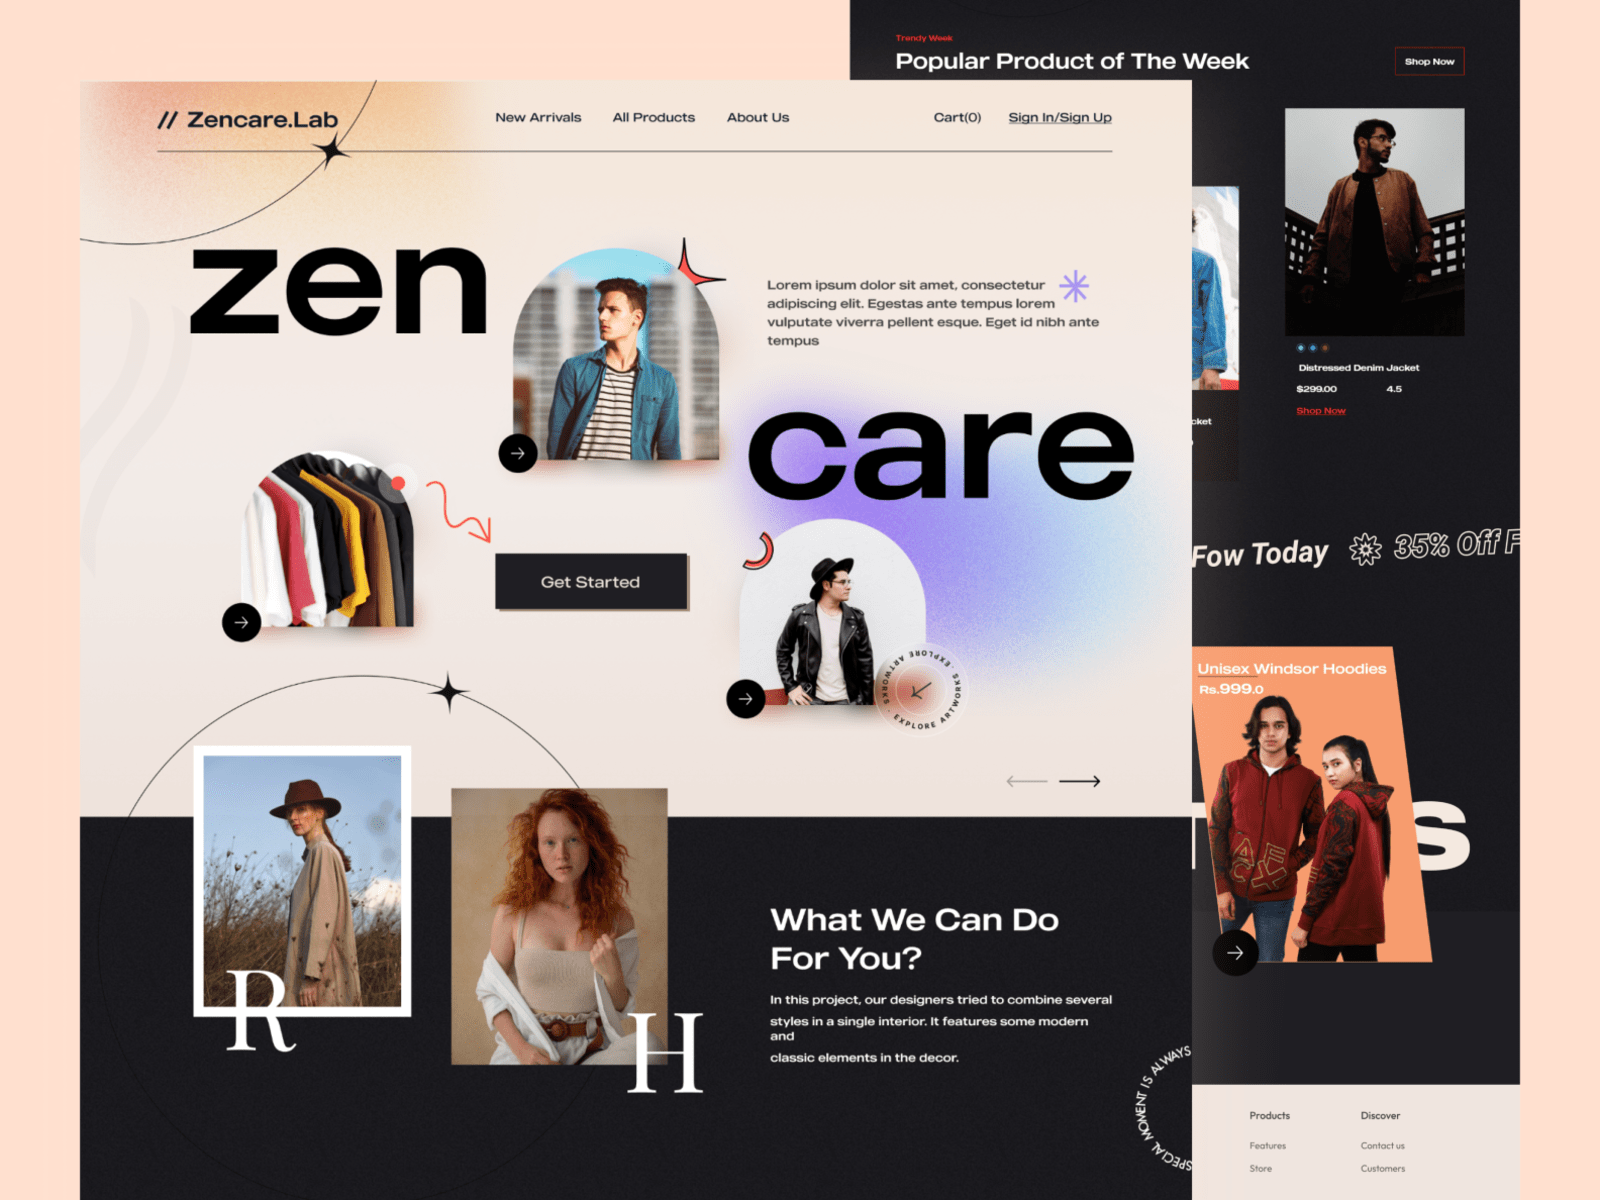 Trendy Week
Popular Product of The Week
Shop Now
// Zencare.Lab
New Arrivals
All Products
About Us
Cart(0)
Sign In/Sign Up
zen
Lorem ipsum dolor sit amet, consectetur
adipiscing elit. Egestas ante tempus lorem
vulputate viverra pellent esque. Eget id nibh ante
tempus
care
Get Started
EXPLORE ARTWORKS · EXPLORE ARTWORKS ·
Distressed Denim Jacket
$299.00
4.5
Shop Now
cket
Fow Today
35% Off F
Unisex Windsor Hoodies
Rs.999.0
s
R
H
What We Can Do
For You?
In this project, our designers tried to combine several
styles in a single interior. It features some modern
and
classic elements in the decor.
SPECIAL MOMENT IS ALWAYS
Products
Discover
Features
Contact us
Store
Customers